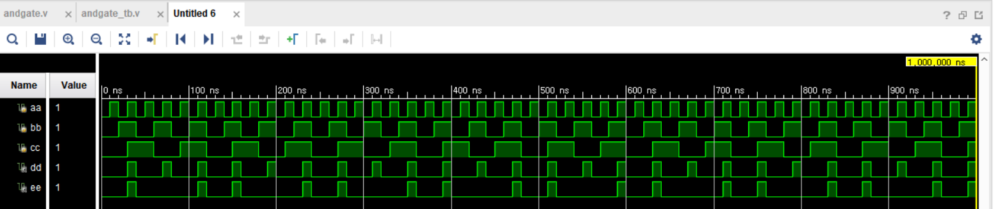 andgate.v × andgate_tb.v × Untitled 6 ×
?
1,000,000 ns
Name Value
0 ns 100 ns 200 ns 300 ns 400 ns 500 ns 600 ns 700 ns 800 ns 900 ns
aa 1
bb 1
cc 1
dd 1
ee 1